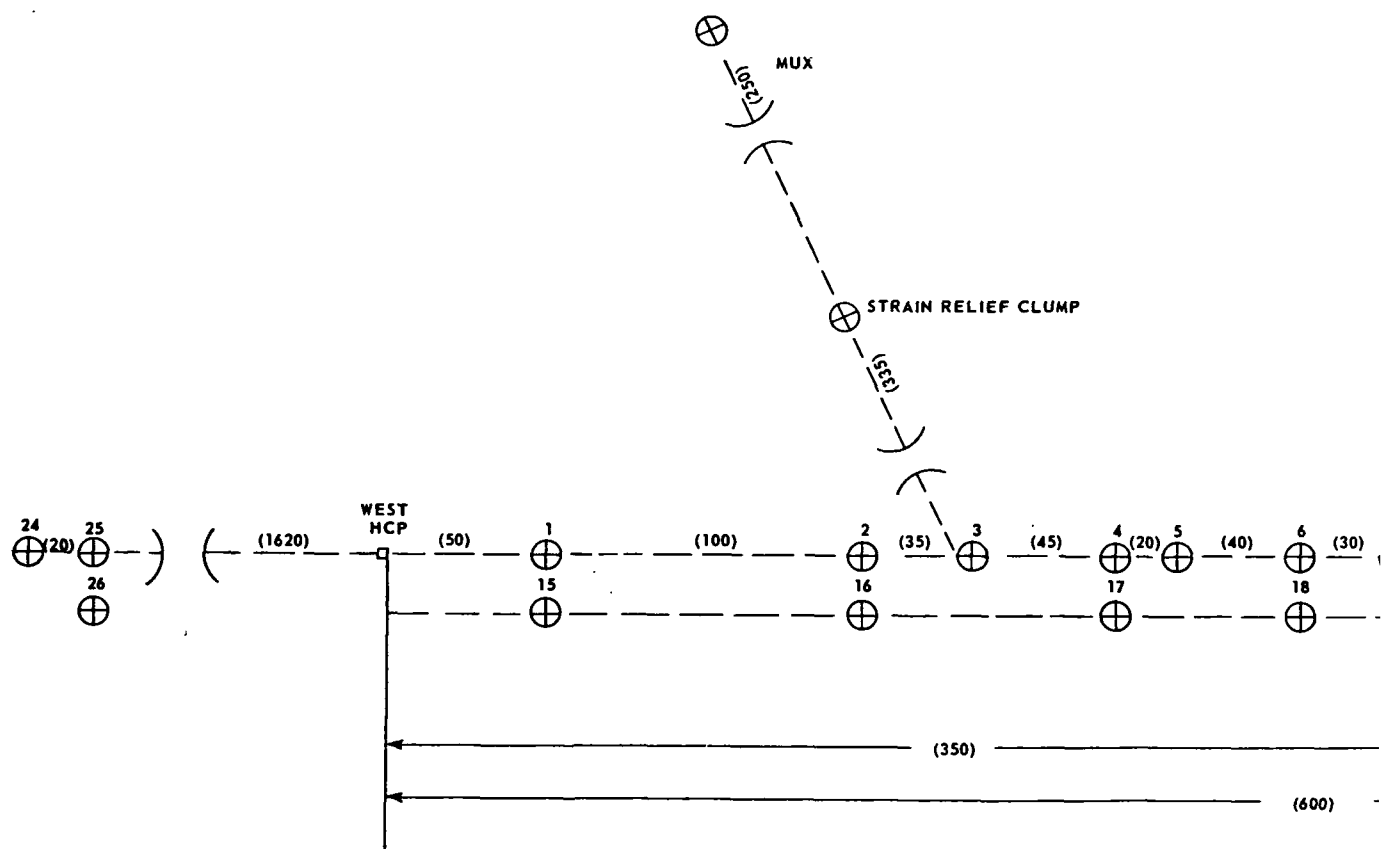 MUX
(250)
STRAIN RELIEF CLUMP
(335)
WEST
HCP
24 25 1 2 3 4 5 6
(20) (1620) (50) (100) (35) (45) (20) (40) (30)
26 15 16 17 18
(350)
(600)